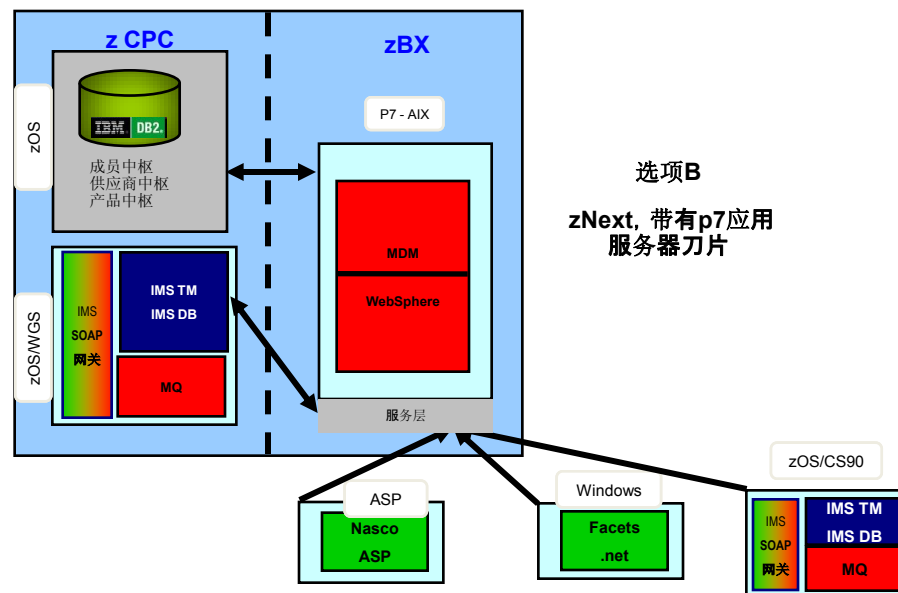 z CPC
zBX
zOS
IBM
DB2.
成员中枢
供应商中枢
产品中枢
P7 - AIX
MDM
WebSphere
选项B
zNext, 带有p7应用
服务器刀片
zOS/WGS
IMS
SOAP
网关
IMS TM
IMS DB
MQ
服务层
ASP
Nasco
ASP
Windows
Facets
.net
zOS/CS90
IMS
SOAP
网关
IMS TM
IMS DB
MQ